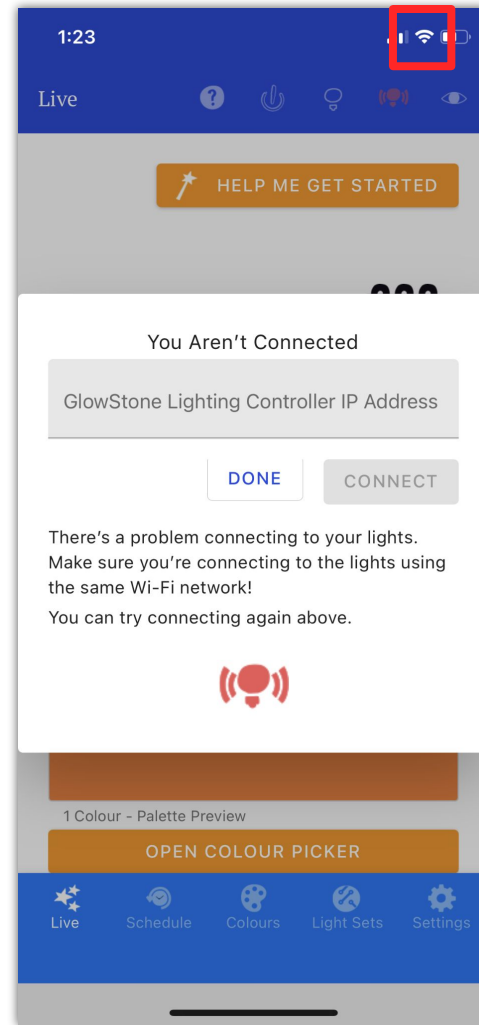 1:23
Live
HELP ME GET STARTED
You Aren't Connected
GlowStone Lighting Controller IP Address
DONE
CONNECT
There's a problem connecting to your lights.
Make sure you're connecting to the lights using
the same Wi-Fi network!
You can try connecting again above.
1 Colour - Palette Preview
OPEN COLOUR PICKER
Live
Schedule
Colours
Light Sets
Settings